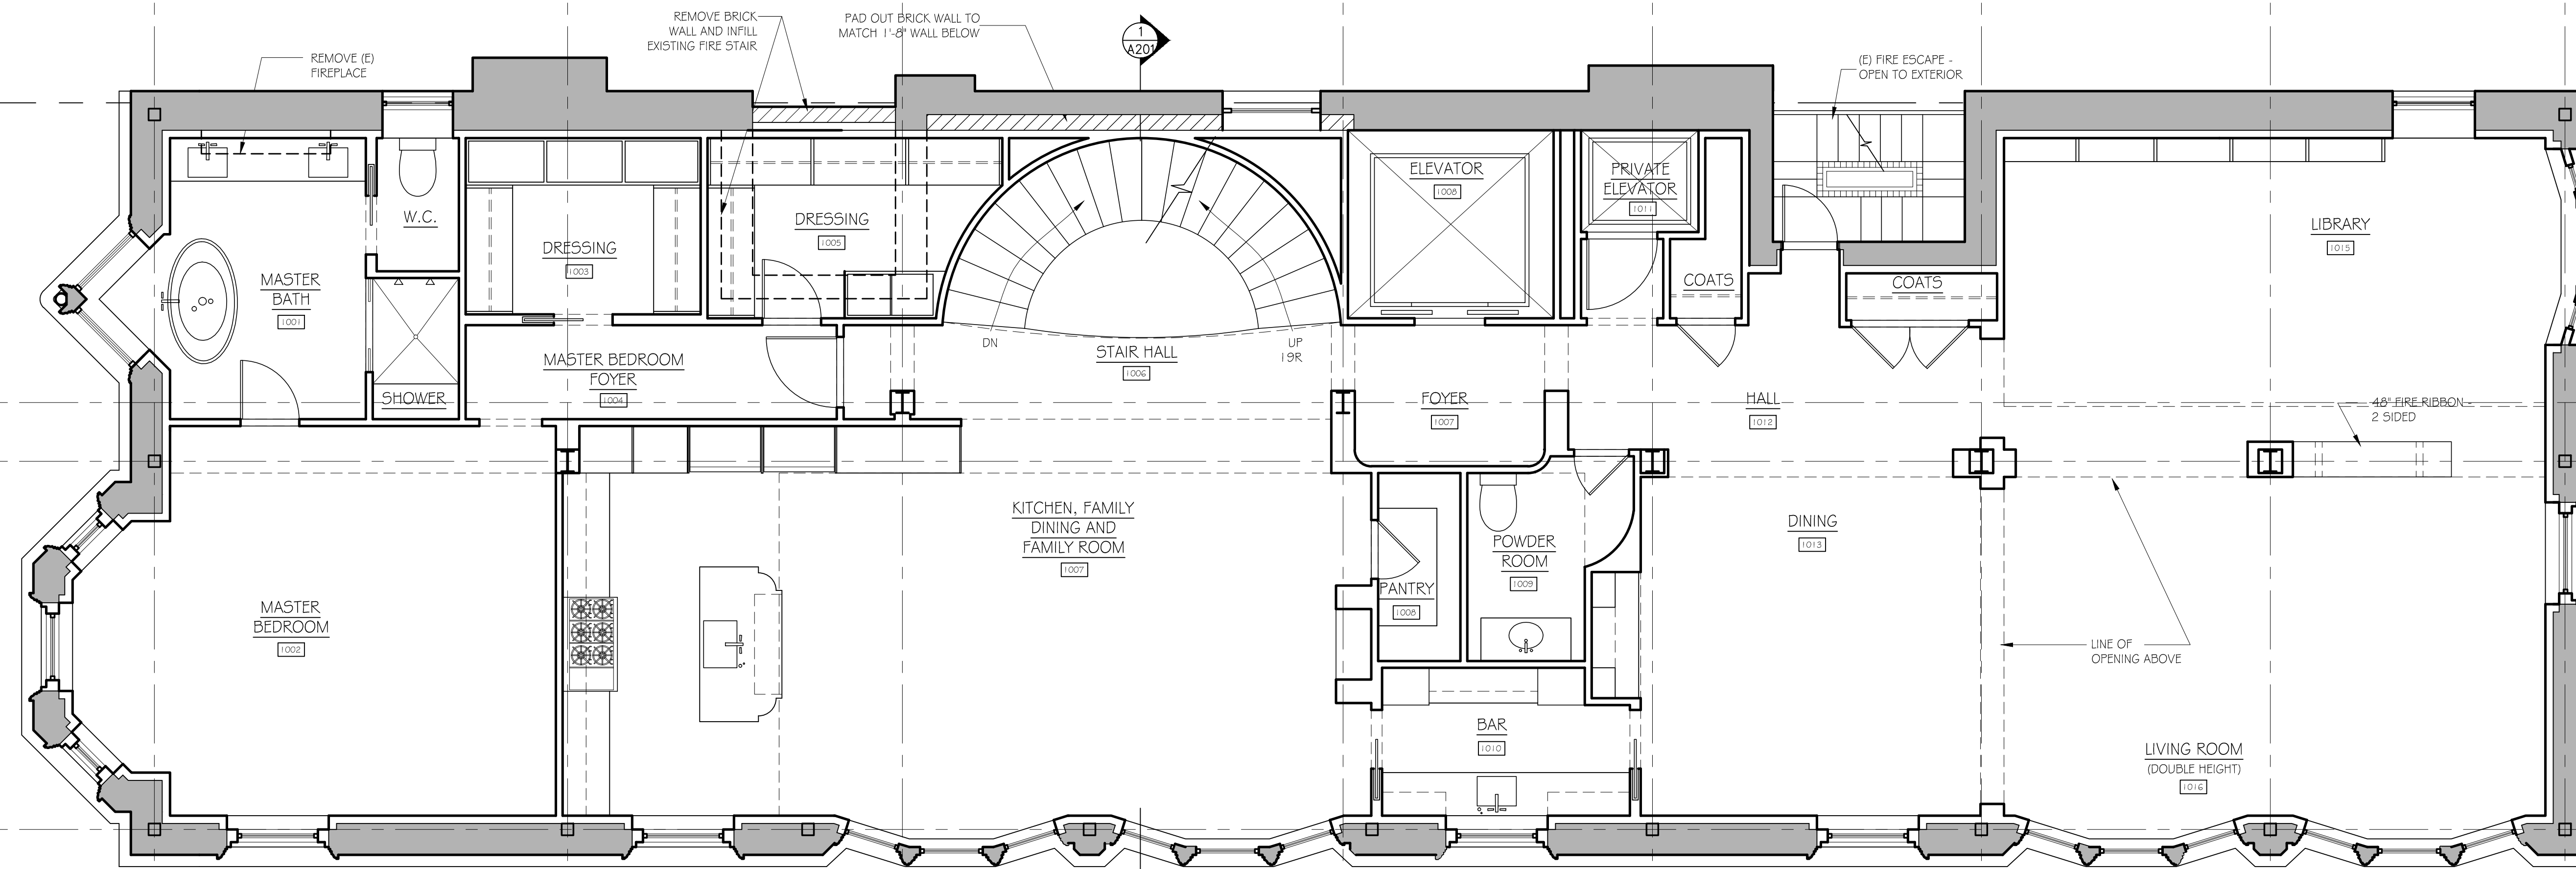 REMOVE (E)
FIREPLACE
REMOVE BRICK
WALL AND INFILL
EXISTING FIRE STAIR
PAD OUT BRICK WALL TO
MATCH 1'-8" WALL BELOW
1
A201
(E) FIRE ESCAPE -
OPEN TO EXTERIOR
W.C.
MASTER
BATH
1001
SHOWER
DRESSING
1003
DRESSING
1005
MASTER BEDROOM
FOYER
1004
DN
UP
19R
STAIR HALL
1006
ELEVATOR
1008
PRIVATE
ELEVATOR
1011
COATS
COATS
LIBRARY
1015
FOYER
1007
HALL
1012
48" FIRE RIBBON -
2 SIDED
MASTER
BEDROOM
1002
KITCHEN, FAMILY
DINING AND
FAMILY ROOM
1007
PANTRY
1008
POWDER
ROOM
1009
DINING
1013
LINE OF
OPENING ABOVE
BAR
1010
LIVING ROOM
(DOUBLE HEIGHT)
1016